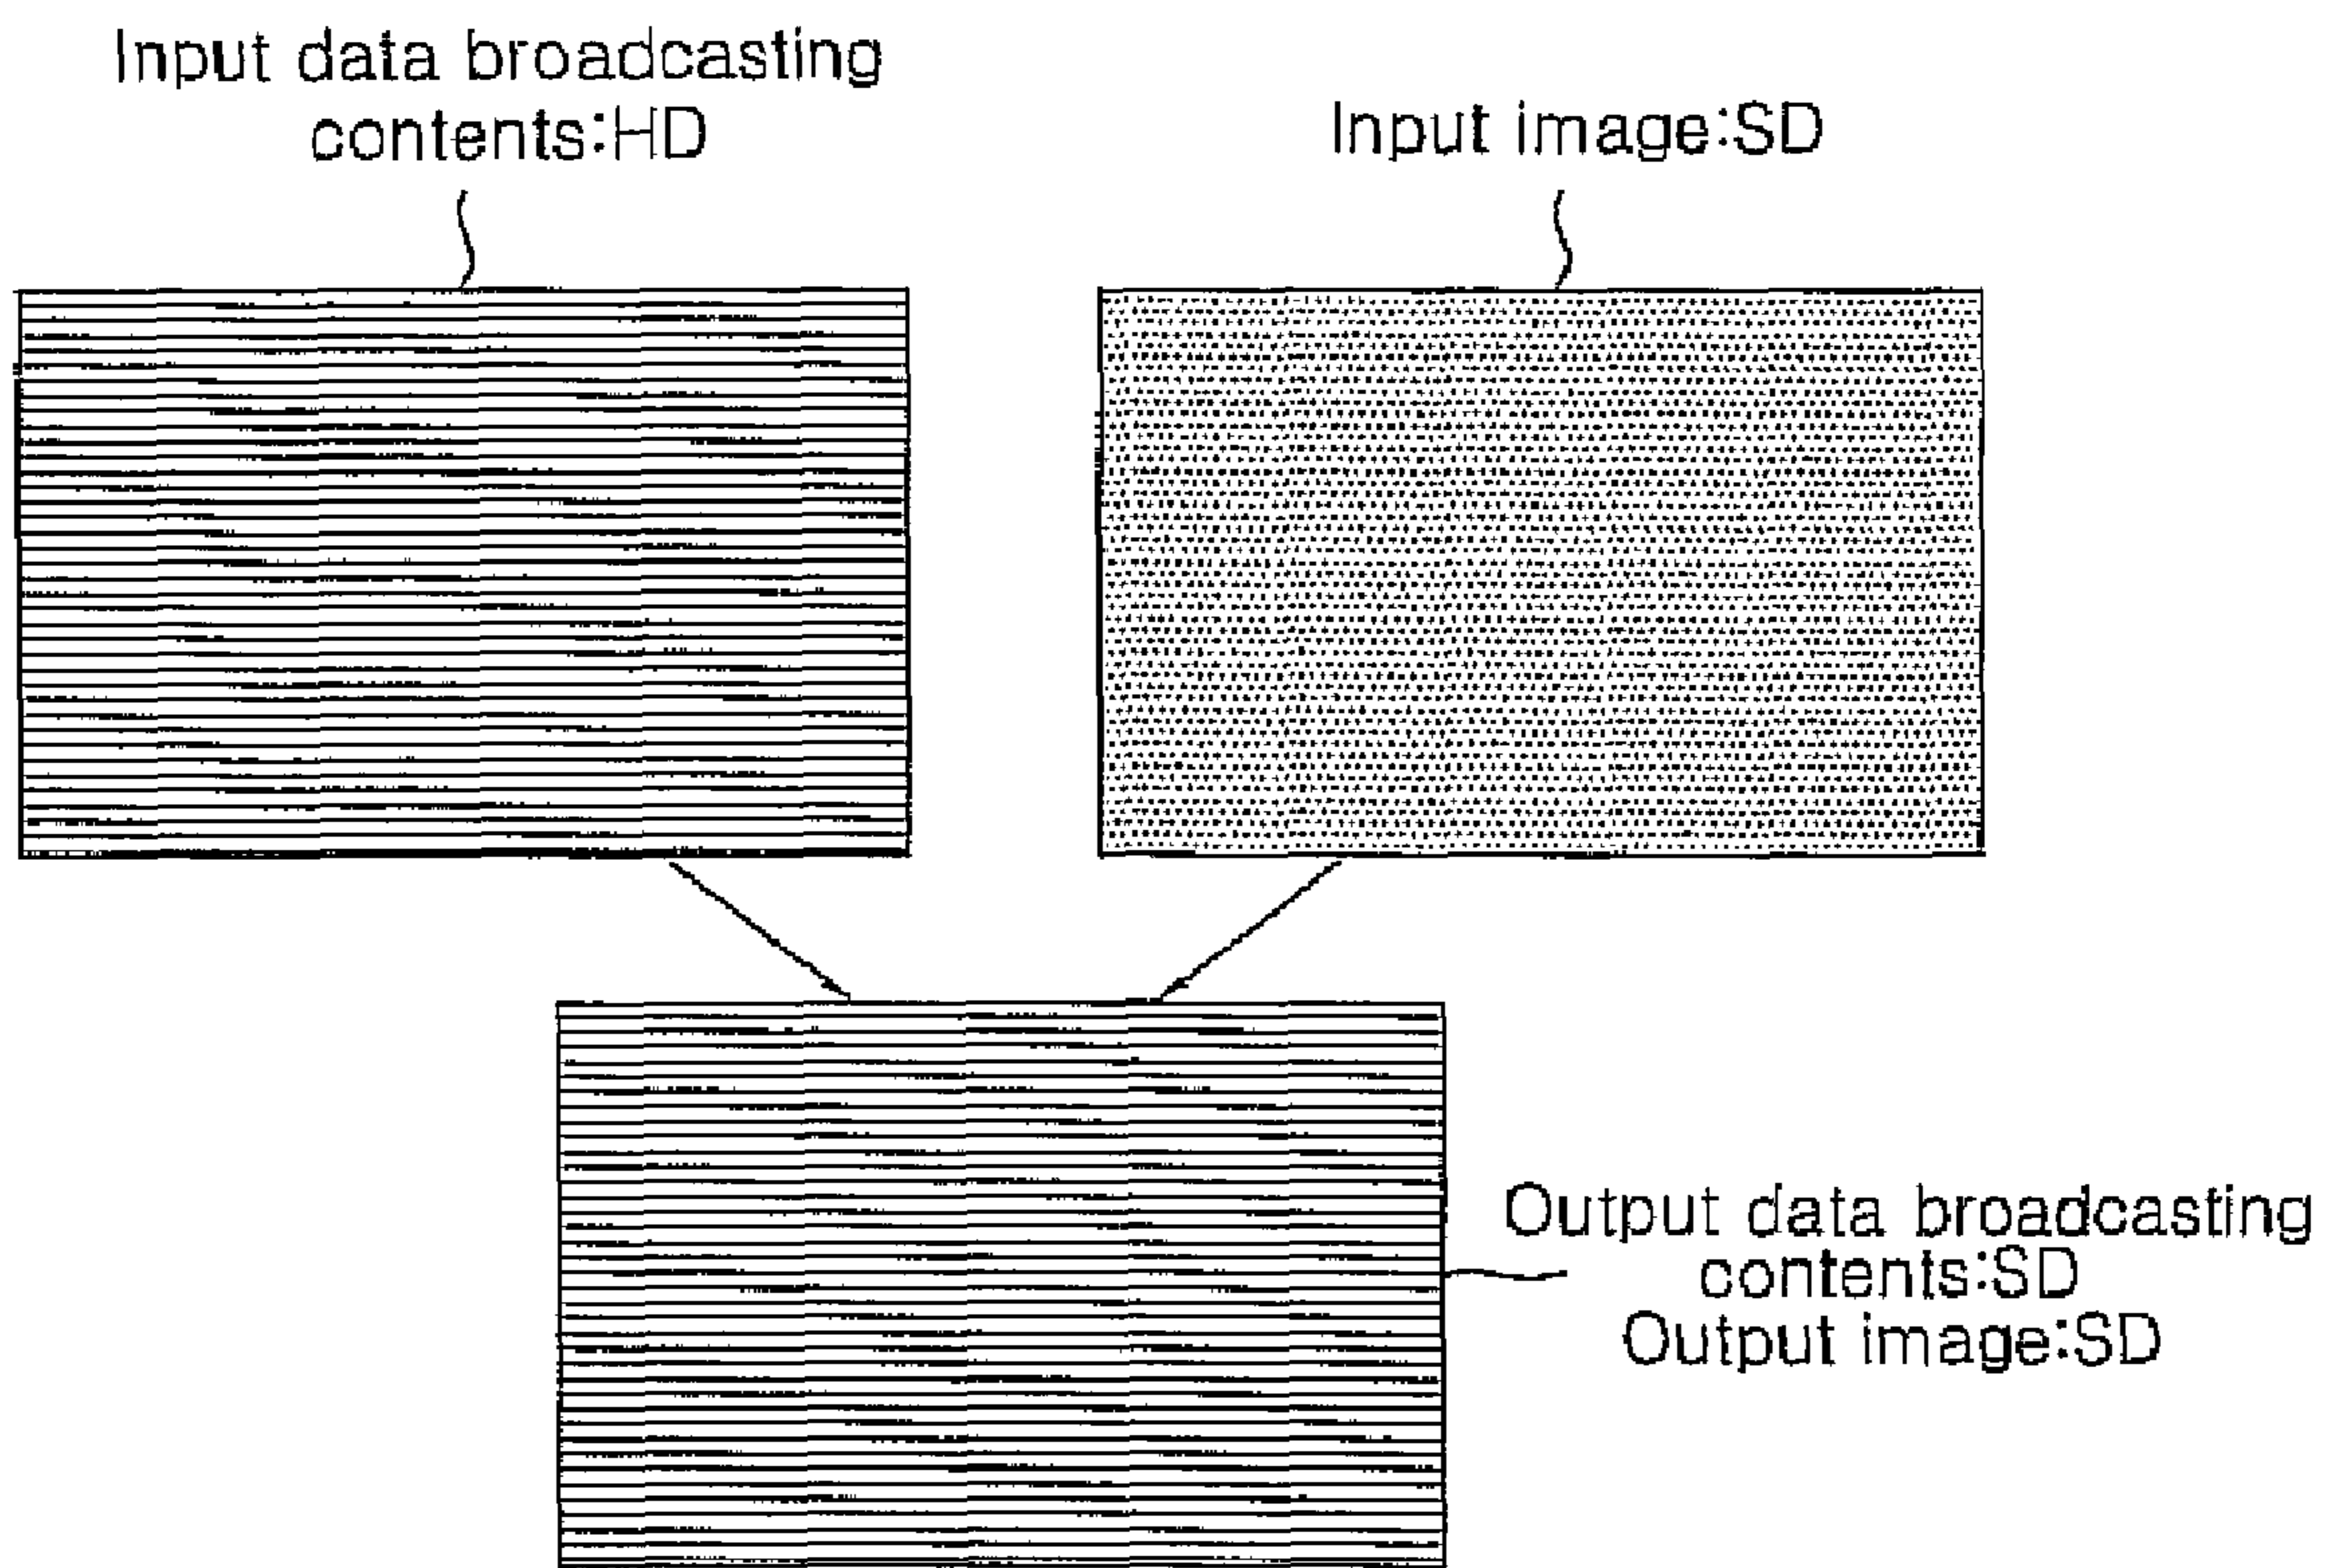 Input data broadcasting
contents:HD
Input image:SD
Output data broadcasting
contents:SD
Output image:SD